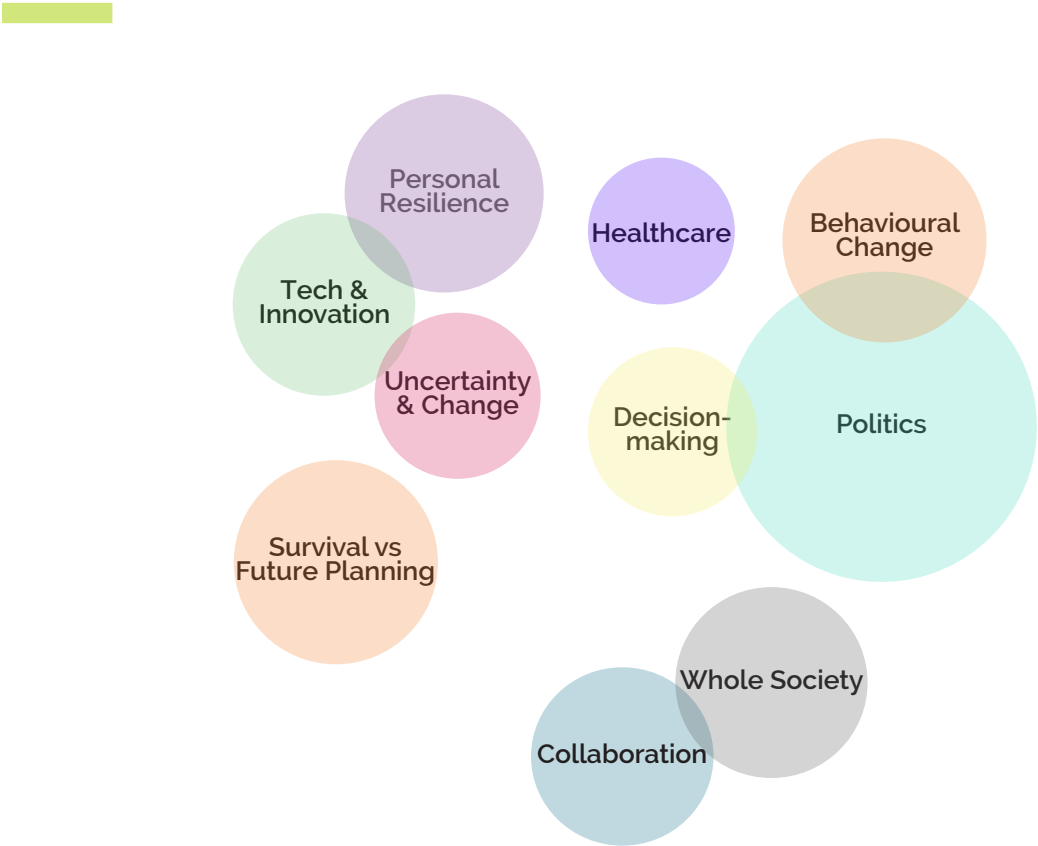 Personal
Resilience
Healthcare
Behavioural
Change
Tech &
Innovation
Uncertainty
& Change
Decision-
making
Politics
Survival vs
Future Planning
Whole Society
Collaboration